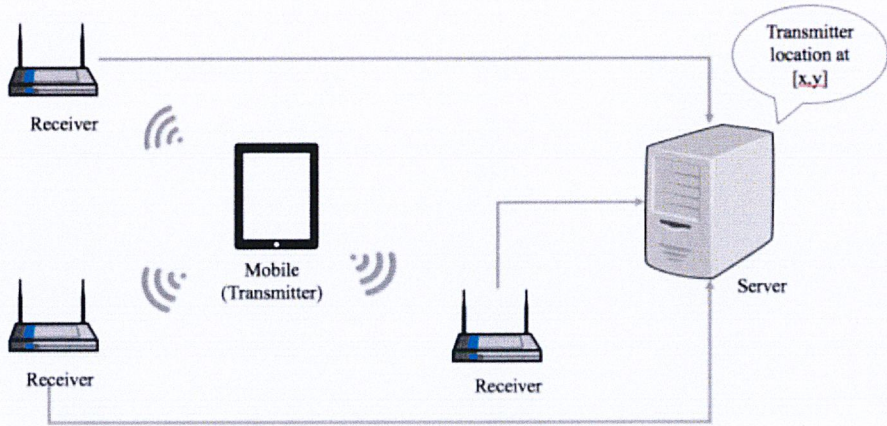 Transmitter
location at
[x,y]
Receiver
Mobile
(Transmitter)
Server
Receiver
Receiver